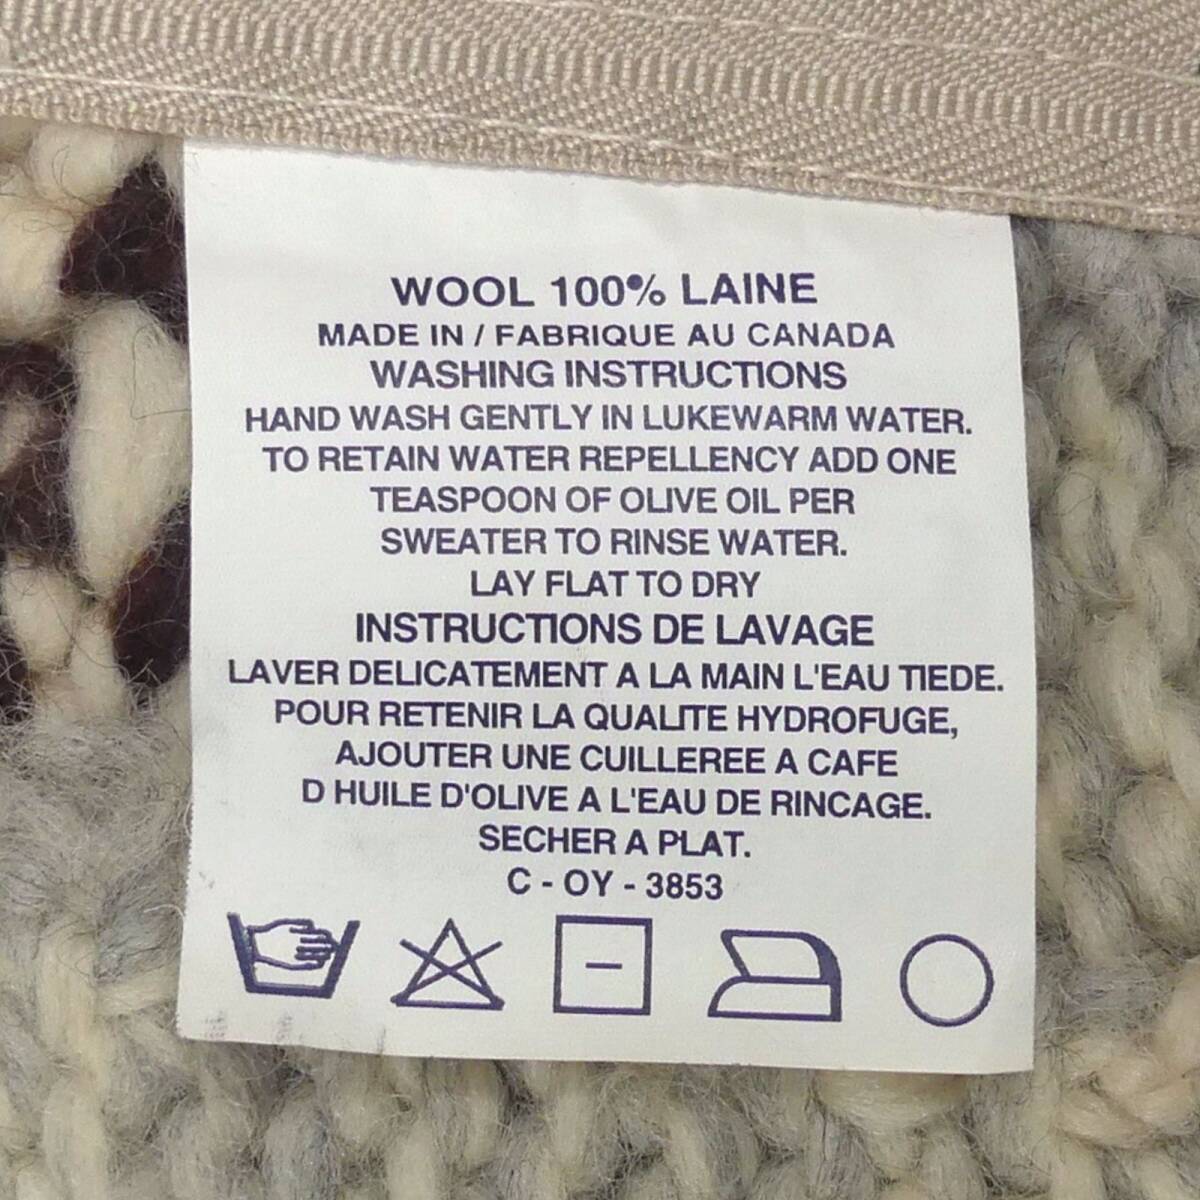 WOOL 100% LAINE
MADE IN / FABRIQUE AU CANADA
WASHING INSTRUCTIONS
HAND WASH GENTLY IN LUKEWARM WATER.
TO RETAIN WATER REPELLENCY ADD ONE
TEASPOON OF OLIVE OIL PER
SWEATER TO RINSE WATER.
LAY FLAT TO DRY
INSTRUCTIONS DE LAVAGE
LAVER DELICATEMENT A LA MAIN L'EAU TIEDE.
POUR RETENIR LA QUALITE HYDROFUGE,
AJOUTER UNE CUILLEREE A CAFE
D HUILE D'OLIVE A L'EAU DE RINCAGE.
SECHER A PLAT.
C - OY - 3853